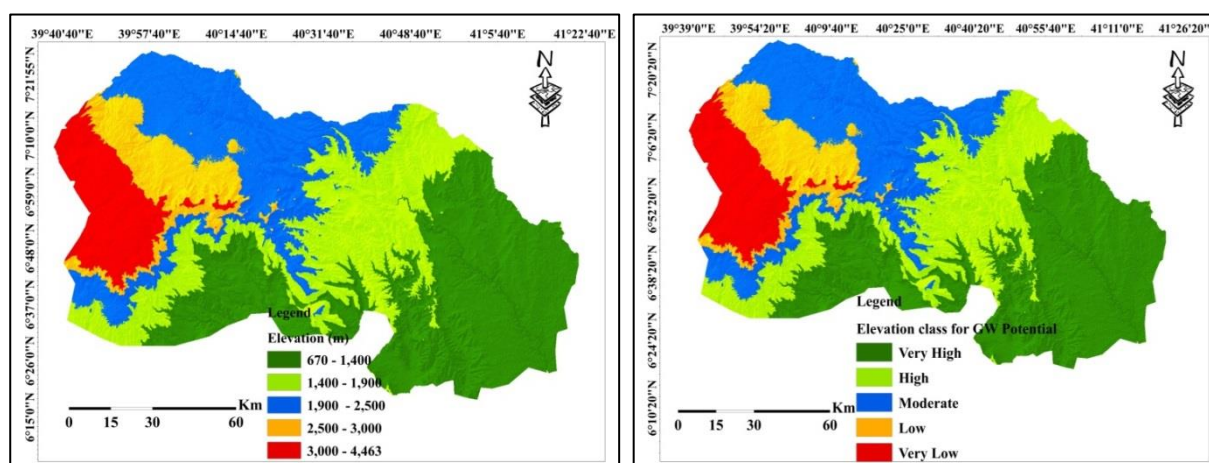 39°40'40"E 39°57'40"E 40°14'40"E 40°31'40"E 40°48'40"E 41°5'40"E 41°22'40"E
N
7°21'55"N
7°10'0"N
6°59'0"N
6°48'0"N
6°37'0"N
6°26'0"N
6°15'0"N
Legend
Elevation (m)
670 - 1,400
1,400 - 1,900
1,900 - 2,500
2,500 - 3,000
3,000 - 4,463
Km
0 15 30 60
39°39'0"E 39°54'20"E 40°9'40"E 40°25'0"E 40°40'20"E 40°55'40"E 41°11'0"E 41°26'20"E
N
7°20'20"N
7°6'20"N
6°52'20"N
6°38'20"N
6°24'20"N
6°10'20"N
Legend
Elevation class for GW Potential
Very High
High
Moderate
Low
Very Low
Km
0 15 30 60